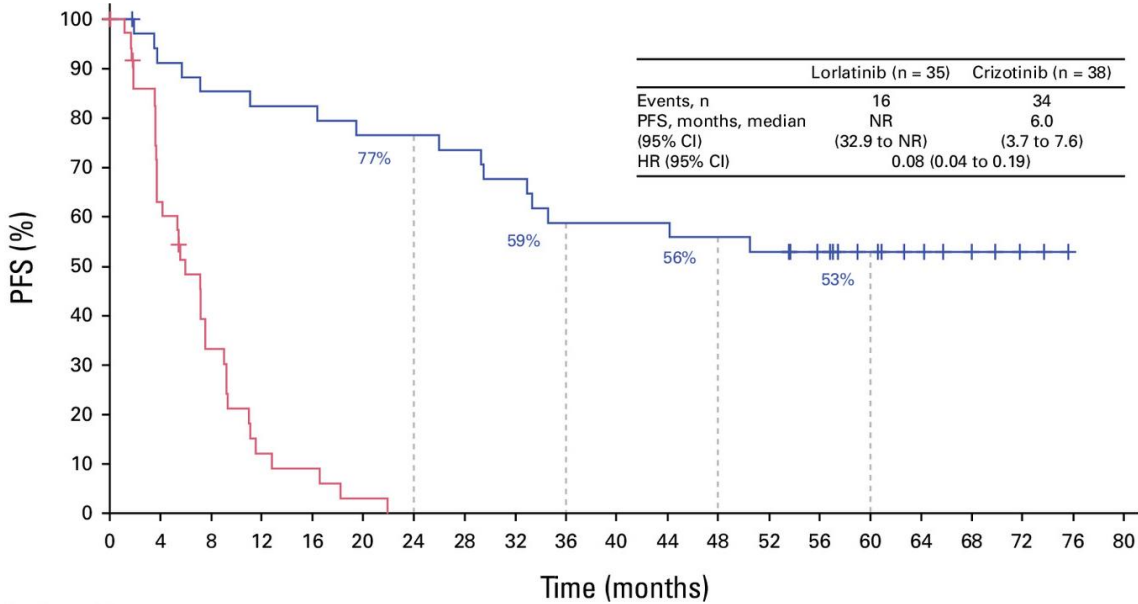 100
90
80
70
60
50
40
30
20
10
0
PFS (%)
Lorlatinib (n = 35) Crizotinib (n = 38)
Events, n 16 34
PFS, months, median NR 6.0
(95% CI) (32.9 to NR) (3.7 to 7.6)
HR (95% CI) 0.08 (0.04 to 0.19)
77%
59%
56%
53%
0 4 8 12 16 20 24 28 32 36 40 44 48 52 56 60 64 68 72 76 80
Time (months)